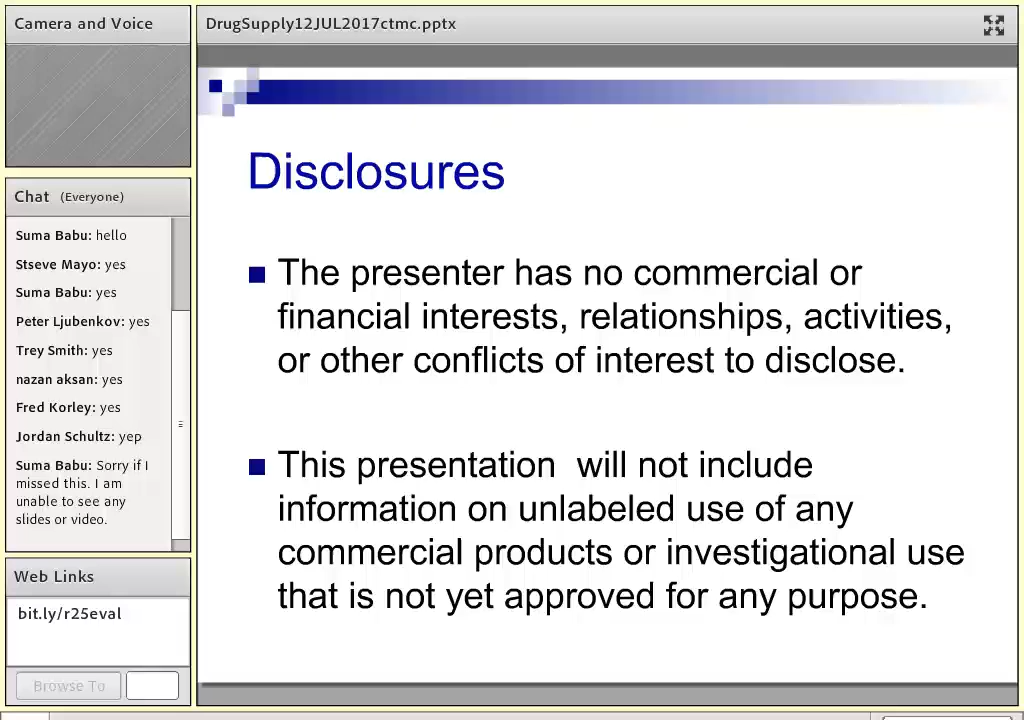 Camera and Voice
DrugSupply12JUL2017ctmc.pptx
Chat (Everyone)
Suma Babu: hello
Stseve Mayo: yes
Suma Babu: yes
Peter Ljubenkov: yes
Trey Smith: yes
nazan aksan: yes
Fred Korley: yes
Jordan Schultz: yep
Suma Babu: Sorry if I
missed this. I am
unable to see any
slides or video.
Web Links
bit.ly/r25eval
Browse To
Disclosures
The presenter has no commercial or
financial interests, relationships, activities,
or other conflicts of interest to disclose.
This presentation will not include
information on unlabeled use of any
commercial products or investigational use
that is not yet approved for any purpose.